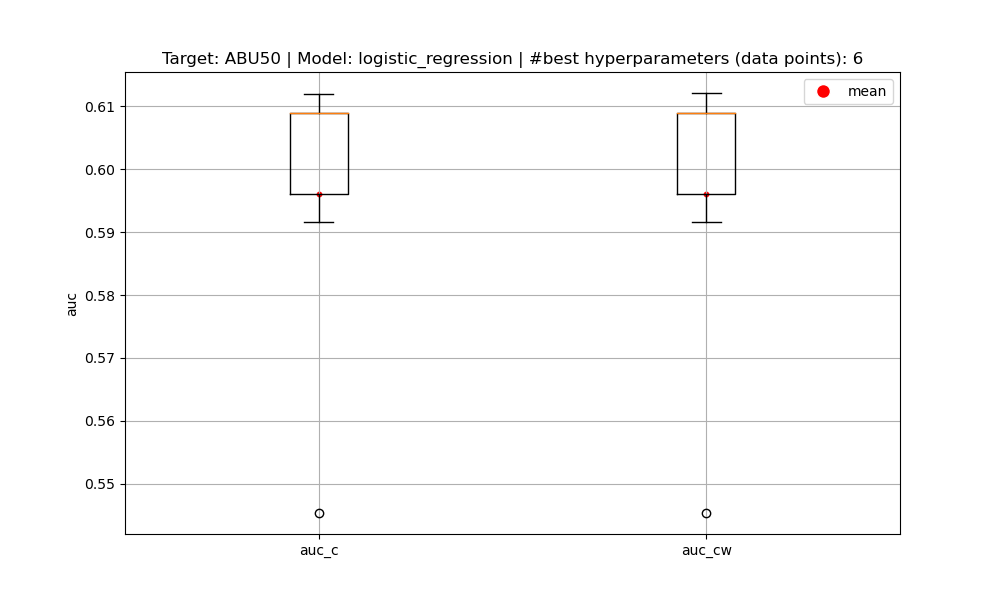 Target: ABU50 | Model: logistic_regression | #best hyperparameters (data points): 6
mean
0.61
0.60
0.59
0.58
0.57
0.56
0.55
auc
auc_c
auc_cw